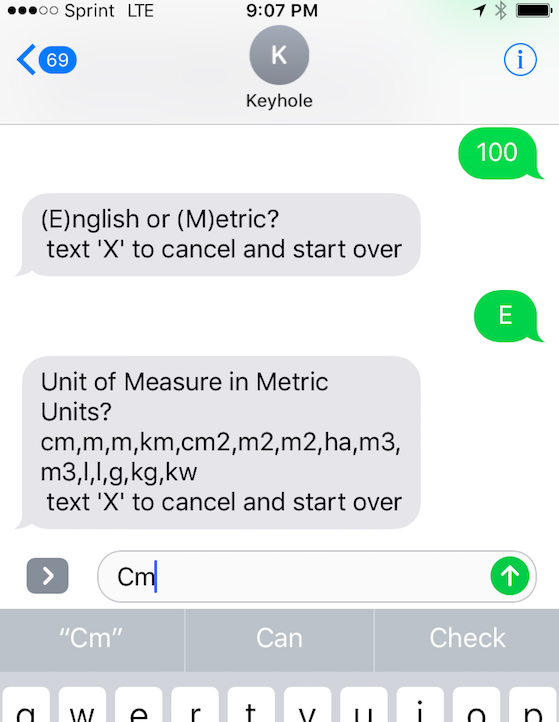 Sprint LTE 9:07 PM
69
K
Keyhole
100
(E)nglish or (M)etric?
text 'X' to cancel and start over
E
Unit of Measure in Metric
Units?
cm,m,m,km,cm2,m2,m2,ha,m3,
m3,l,l,g,kg,kw
text 'X' to cancel and start over
Cm
“Cm” Can Check
q w e r t y u i o p